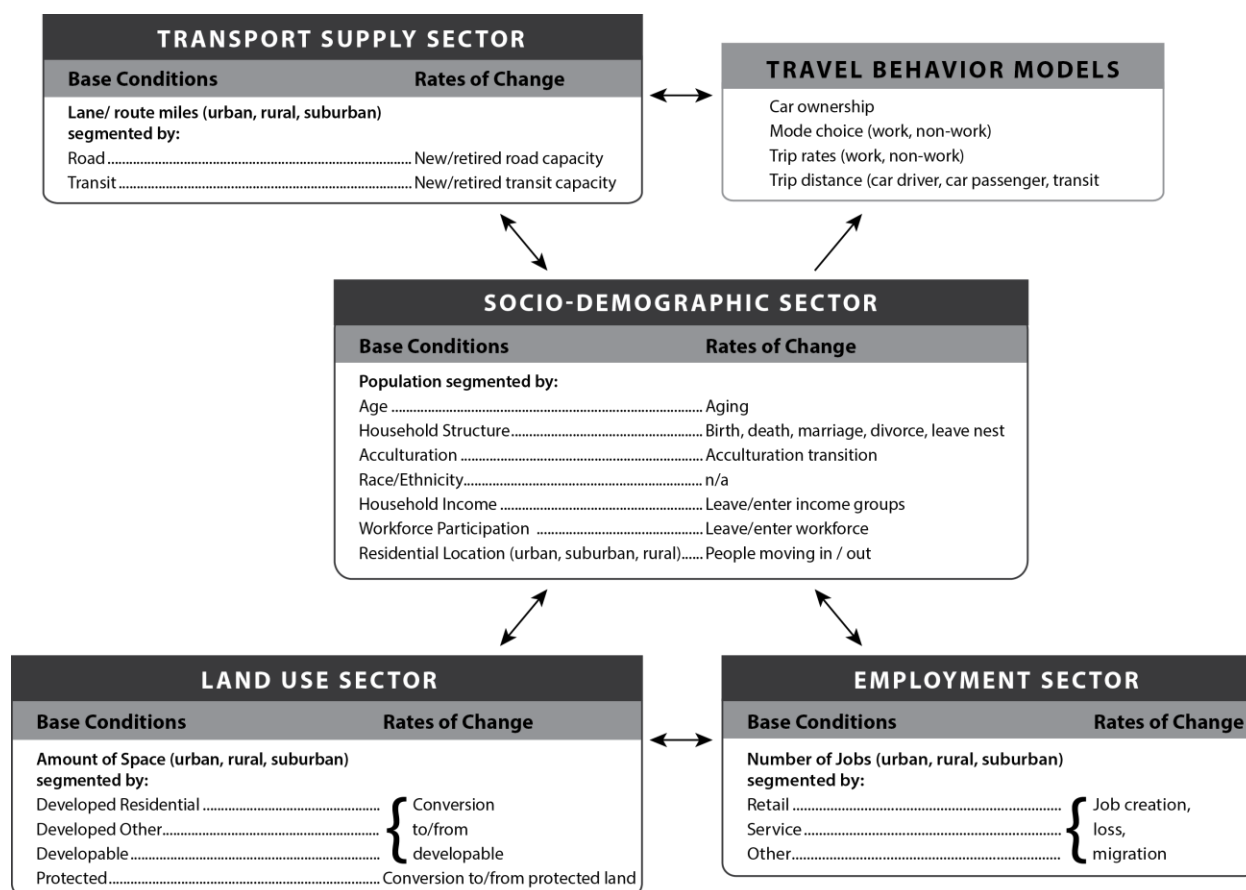 TRANSPORT SUPPLY SECTOR
Base Conditions Rates of Change
Lane/ route miles (urban, rural, suburban)
segmented by:
Road New/retired road capacity
Transit New/retired transit capacity
TRAVEL BEHAVIOR MODELS
Car ownership
Mode choice (work, non-work)
Trip rates (work, non-work)
Trip distance (car driver, car passenger, transit
SOCIO-DEMOGRAPHIC SECTOR
Base Conditions Rates of Change
Population segmented by:
Age Aging
Household Structure Birth, death, marriage, divorce, leave nest
Acculturation Acculturation transition
Race/Ethnicity n/a
Household Income Leave/enter income groups
Workforce Participation Leave/enter workforce
Residential Location (urban, suburban, rural) People moving in / out
LAND USE SECTOR
Base Conditions Rates of Change
Amount of Space (urban, rural, suburban)
segmented by:
Developed Residential { Conversion
Developed Other to/from
Developable developable
Protected Conversion to/from protected land
EMPLOYMENT SECTOR
Base Conditions Rates of Change
Number of Jobs (urban, rural, suburban)
segmented by:
Retail { Job creation,
Service loss,
Other migration